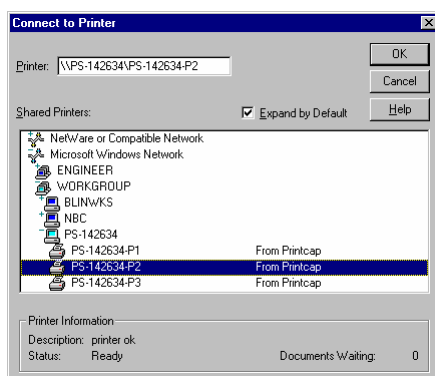 Connect to Printer
Printer: \\PS-142634\PS-142634-P2
OK
Cancel
Help
Shared Printers:
Expand by Default
NetWare or Compatible Network
Microsoft Windows Network
ENGINEER
WORKGROUP
BLINWKS
NBC
PS-142634
PS-142634-P1 From Printcap
PS-142634-P2 From Printcap
PS-142634-P3 From Printcap
Printer Information
Description: printer ok
Status: Ready Documents Waiting: 0